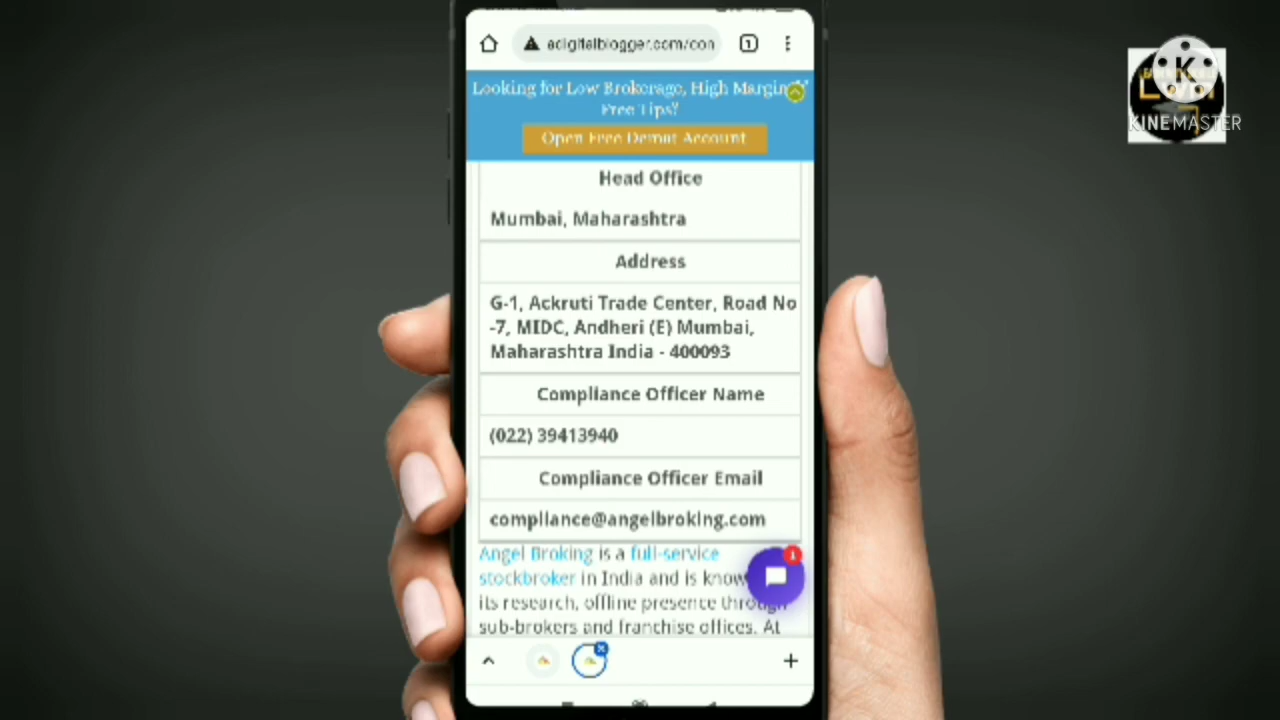 adigitalblogger.com/con
1
Looking for Low Brokerage, High Margin,
Free Tips?
Open Free Demat Account
Head Office
Mumbai, Maharashtra
Address
G-1, Ackruti Trade Center, Road No
-7, MIDC, Andheri (E) Mumbai,
Maharashtra India - 400093
Compliance Officer Name
(022) 39413940
Compliance Officer Email
compliance@angelbroking.com
Angel Broking is a full-service
1
stockbroker in India and is know
its research, offline presence through
sub-brokers and franchise offices. At
K
KINEMASTER